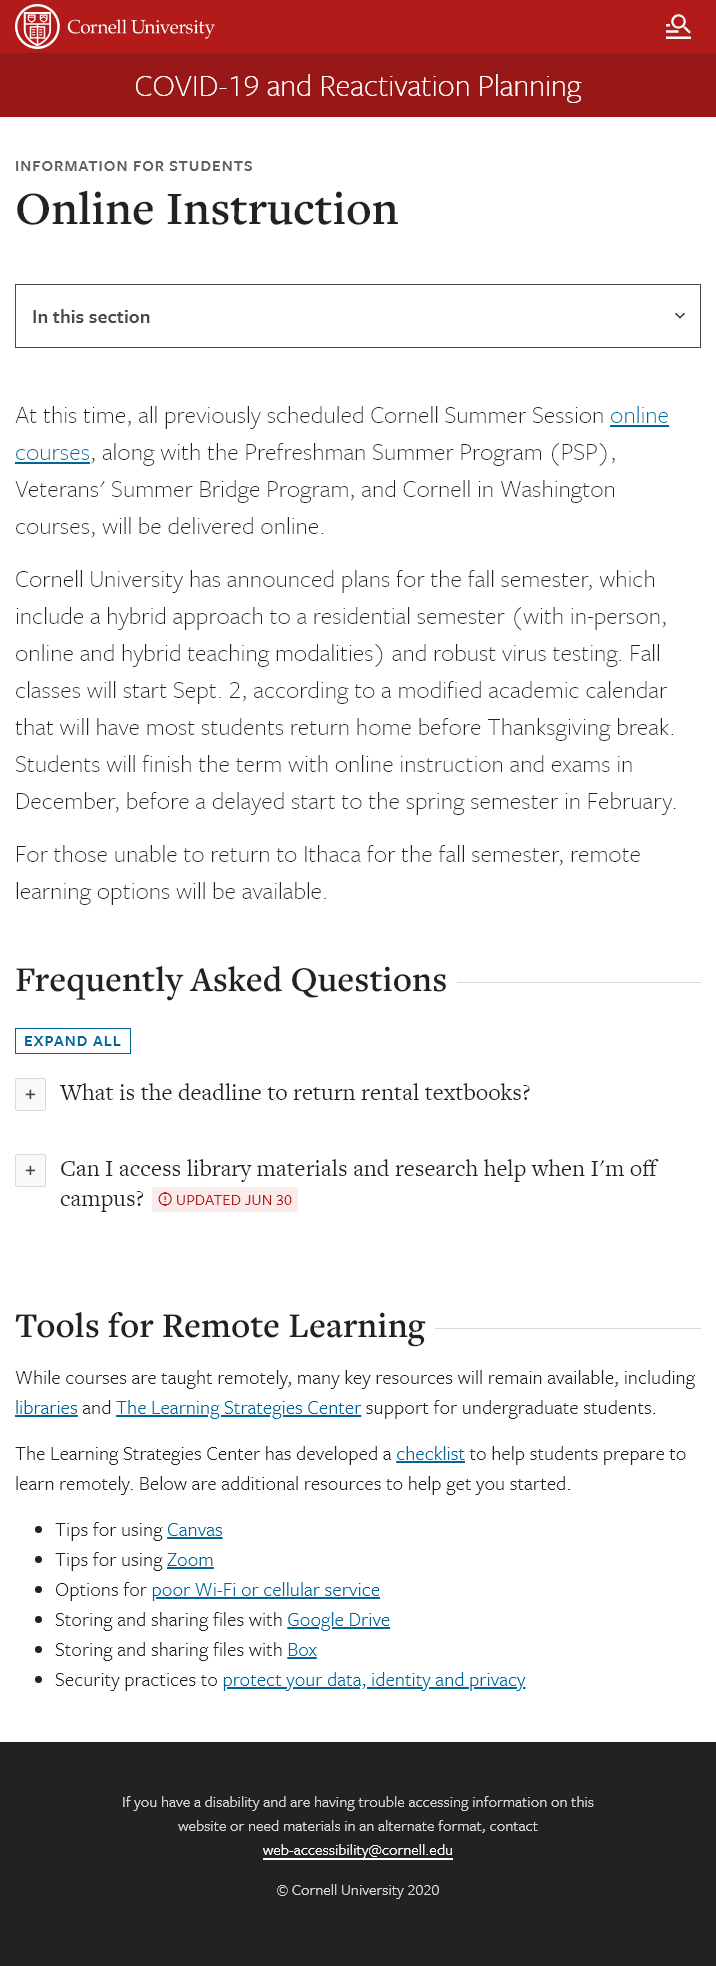 Cornell University
COVID-19 and Reactivation Planning
INFORMATION FOR STUDENTS
Online Instruction
In this section
At this time, all previously scheduled Cornell Summer Session online
courses, along with the Prefreshman Summer Program (PSP),
Veterans' Summer Bridge Program, and Cornell in Washington
courses, will be delivered online.
Cornell University has announced plans for the fall semester, which
include a hybrid approach to a residential semester (with in-person,
online and hybrid teaching modalities) and robust virus testing. Fall
classes will start Sept. 2, according to a modified academic calendar
that will have most students return home before Thanksgiving break.
Students will finish the term with online instruction and exams in
December, before a delayed start to the spring semester in February.
For those unable to return to Ithaca for the fall semester, remote
learning options will be available.
Frequently Asked Questions
EXPAND ALL
+ What is the deadline to return rental textbooks?
+ Can I access library materials and research help when I'm off
campus? UPDATED JUN 30
Tools for Remote Learning
While courses are taught remotely, many key resources will remain available, including
libraries and The Learning Strategies Center support for undergraduate students.
The Learning Strategies Center has developed a checklist to help students prepare to
learn remotely. Below are additional resources to help get you started.
• Tips for using Canvas
• Tips for using Zoom
• Options for poor Wi-Fi or cellular service
• Storing and sharing files with Google Drive
• Storing and sharing files with Box
• Security practices to protect your data, identity and privacy
If you have a disability and are having trouble accessing information on this
website or need materials in an alternate format, contact
web-accessibility@cornell.edu
© Cornell University 2020